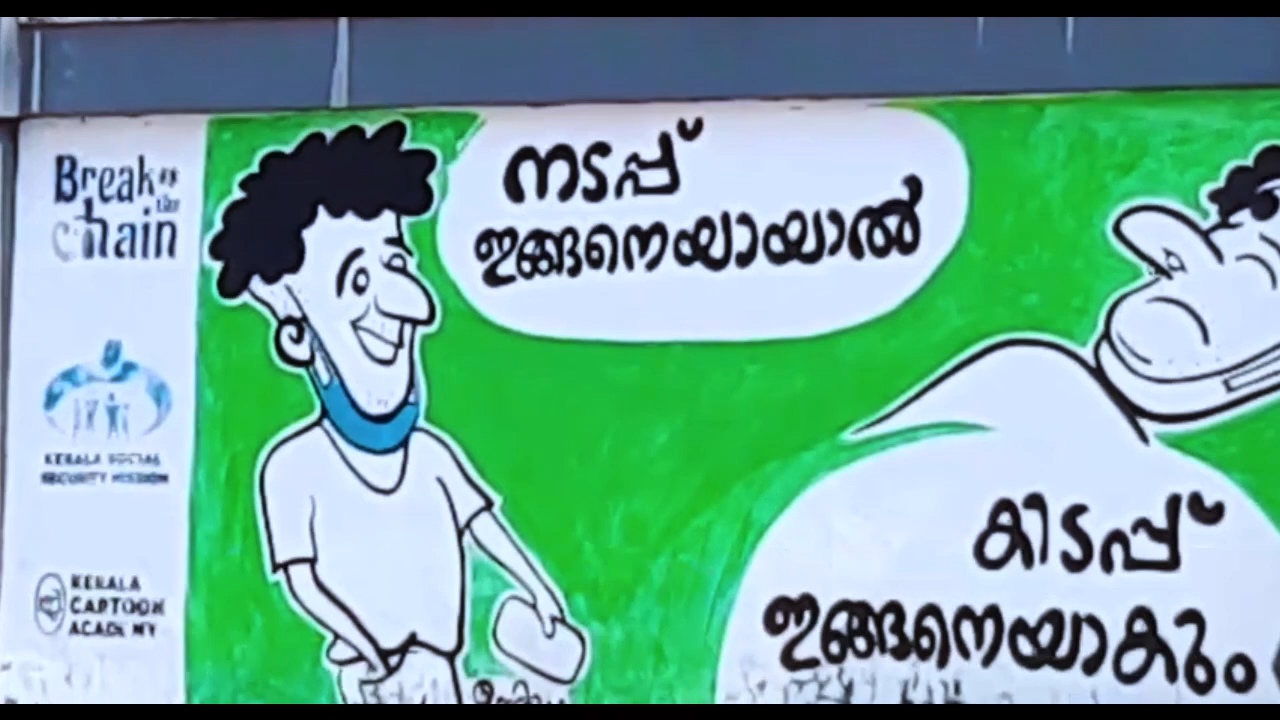 Break
the
chain
KERALA SOCIAL
SECURITY MISSION
KERALA
CARTOON
ACADEMY
നടപ്പ്
ഇങ്ങനെയായാൽ
കിടപ്പ്
ഇങ്ങനെയാകും